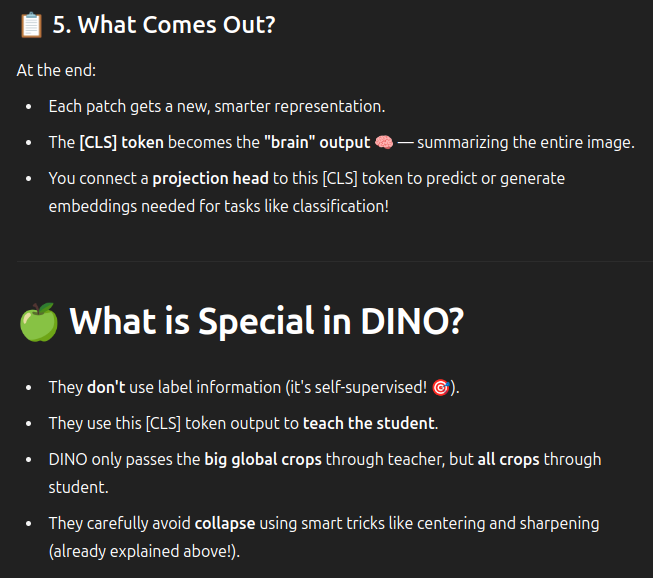 📋 5. What Comes Out?
At the end:
• Each patch gets a new, smarter representation.
• The [CLS] token becomes the "brain" output 🧠 — summarizing the entire image.
• You connect a projection head to this [CLS] token to predict or generate
embeddings needed for tasks like classification!
🍏 What is Special in DINO?
• They don't use label information (it's self-supervised! 🎯).
• They use this [CLS] token output to teach the student.
• DINO only passes the big global crops through teacher, but all crops through
student.
• They carefully avoid collapse using smart tricks like centering and sharpening
(already explained above!).